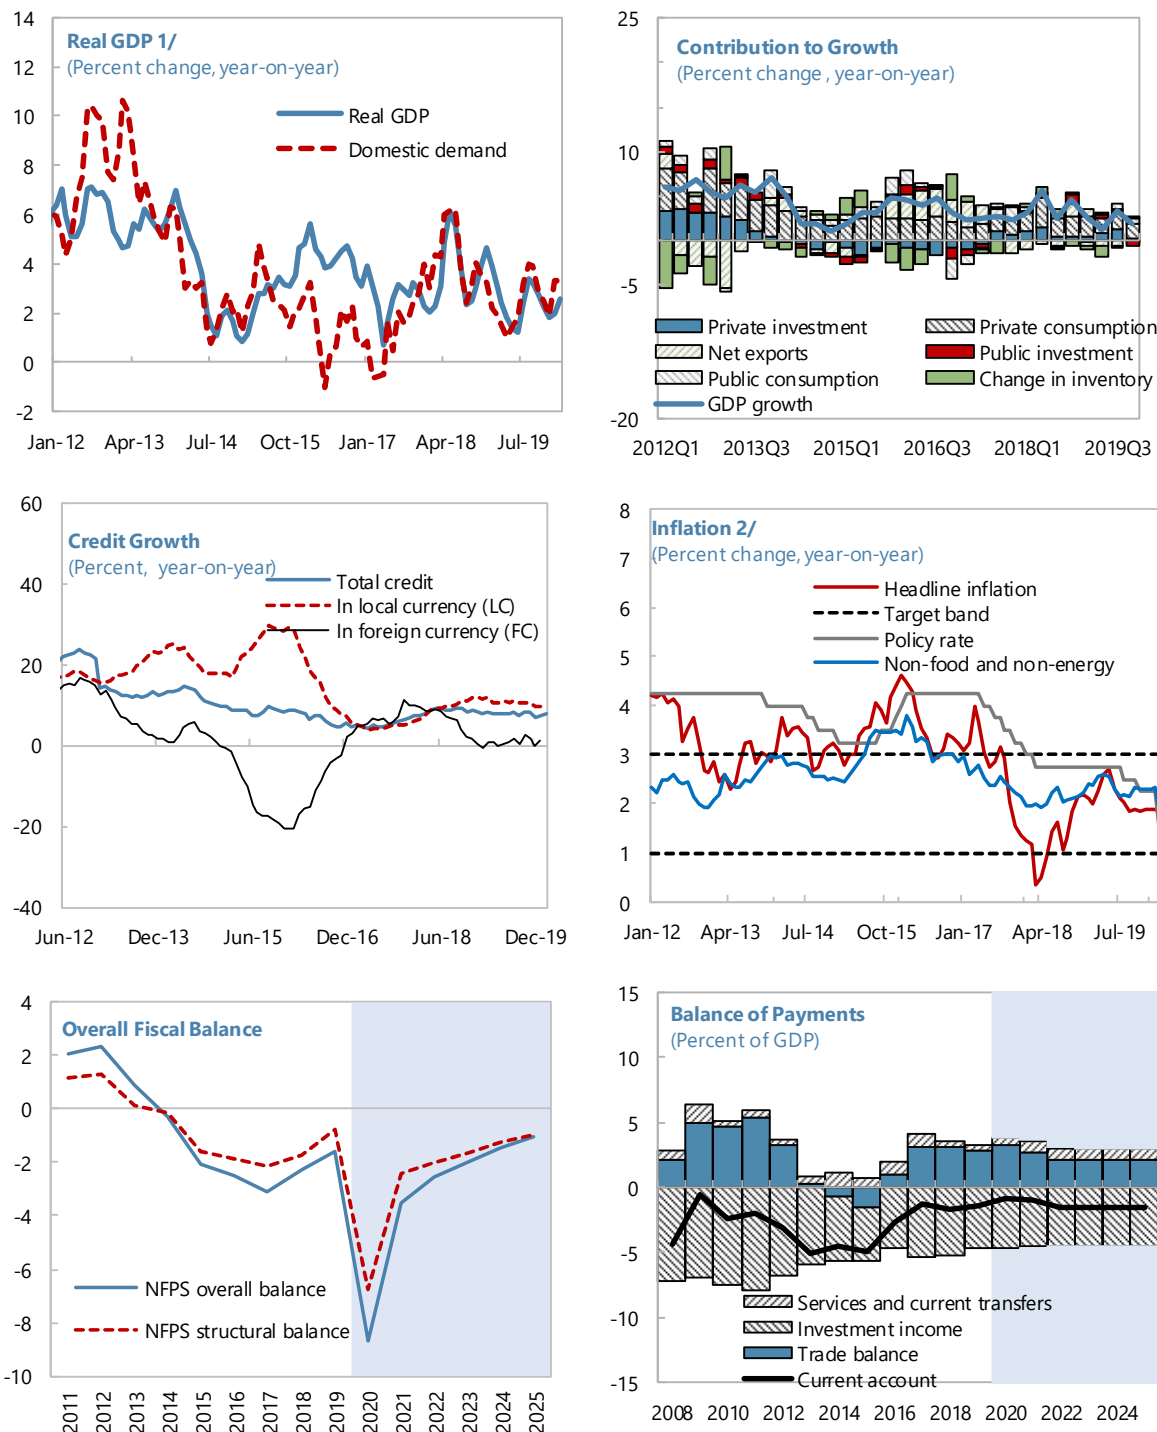 Real GDP 1/
(Percent change, year-on-year)
14
12
10
8
6
4
2
0
-2
Real GDP
Domestic demand
Jan-12 Apr-13 Jul-14 Oct-15 Jan-17 Apr-18 Jul-19
Contribution to Growth
(Percent change , year-on-year)
25
10
-5
-20
Private investment
Private consumption
Net exports
Public investment
Public consumption
Change in inventory
GDP growth
2012Q1 2013Q3 2015Q1 2016Q3 2018Q1 2019Q3
Credit Growth
(Percent, year-on-year)
60
40
20
0
-20
-40
Total credit
In local currency (LC)
In foreign currency (FC)
Jun-12 Dec-13 Jun-15 Dec-16 Jun-18 Dec-19
Inflation 2/
(Percent change, year-on-year)
8
7
6
5
4
3
2
1
0
Headline inflation
Target band
Policy rate
Non-food and non-energy
Jan-12 Apr-13 Jul-14 Oct-15 Jan-17 Apr-18 Jul-19
Overall Fiscal Balance
4
2
0
-2
-4
-6
-8
-10
NFPS overall balance
NFPS structural balance
2011 2012 2013 2014 2015 2016 2017 2018 2019 2020 2021 2022 2023 2024 2025
Balance of Payments
(Percent of GDP)
15
10
5
0
-5
-10
-15
Services and current transfers
Investment income
Trade balance
Current account
2008 2010 2012 2014 2016 2018 2020 2022 2024